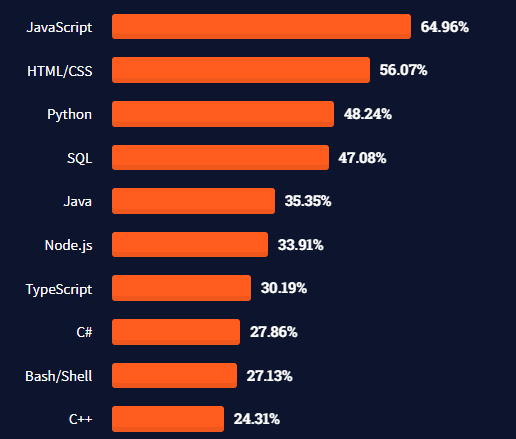 JavaScript 64.96%
HTML/CSS 56.07%
Python 48.24%
SQL 47.08%
Java 35.35%
Node.js 33.91%
TypeScript 30.19%
C# 27.86%
Bash/Shell 27.13%
C++ 24.31%